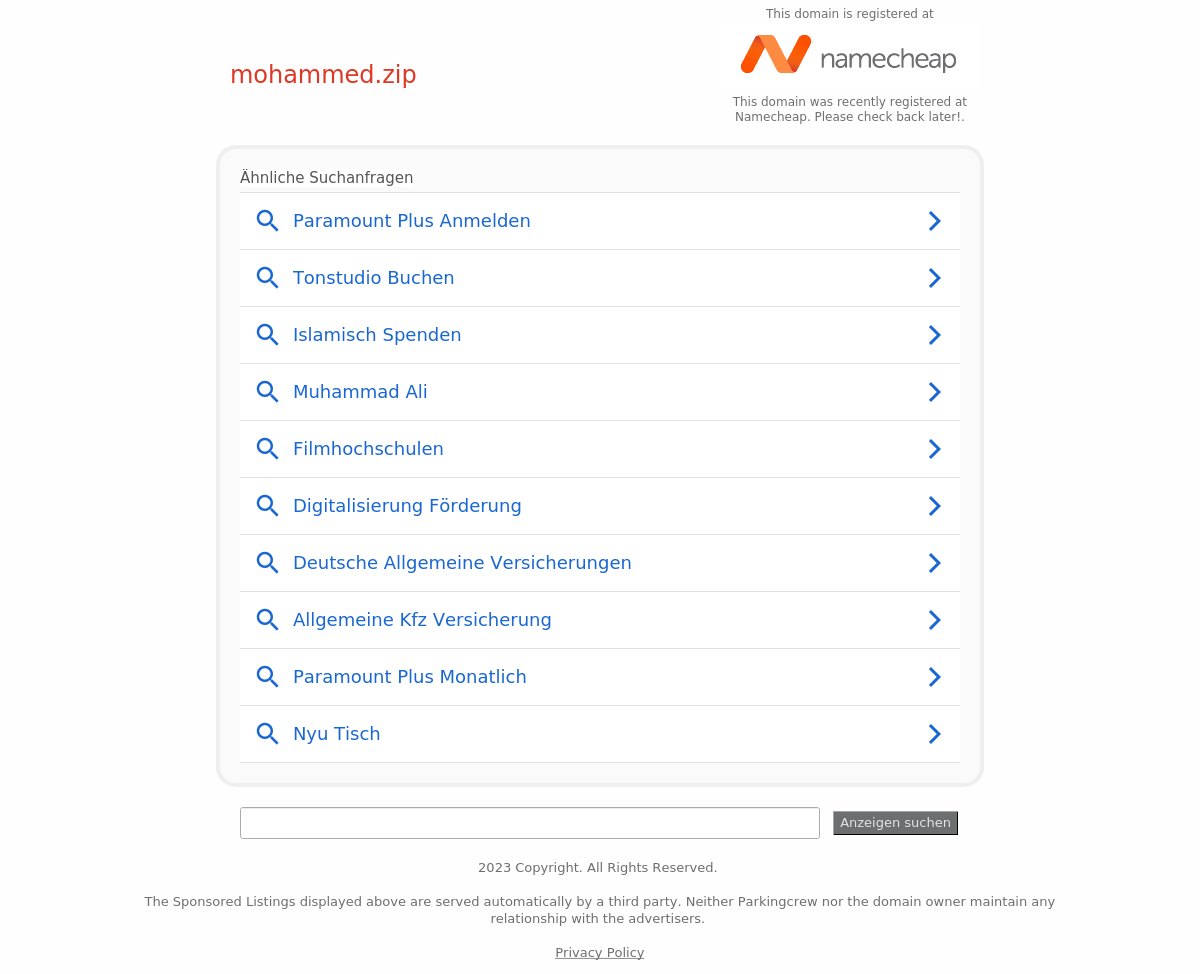 This domain is registered at
namecheap
mohammed.zip
This domain was recently registered at
Namecheap. Please check back later!.
Ähnliche Suchanfragen
Paramount Plus Anmelden
Tonstudio Buchen
Islamisch Spenden
Muhammad Ali
Filmhochschulen
Digitalisierung Förderung
Deutsche Allgemeine Versicherungen
Allgemeine Kfz Versicherung
Paramount Plus Monatlich
Nyu Tisch
Anzeigen suchen
2023 Copyright. All Rights Reserved.
The Sponsored Listings displayed above are served automatically by a third party. Neither Parkingcrew nor the domain owner maintain any
relationship with the advertisers.
Privacy Policy